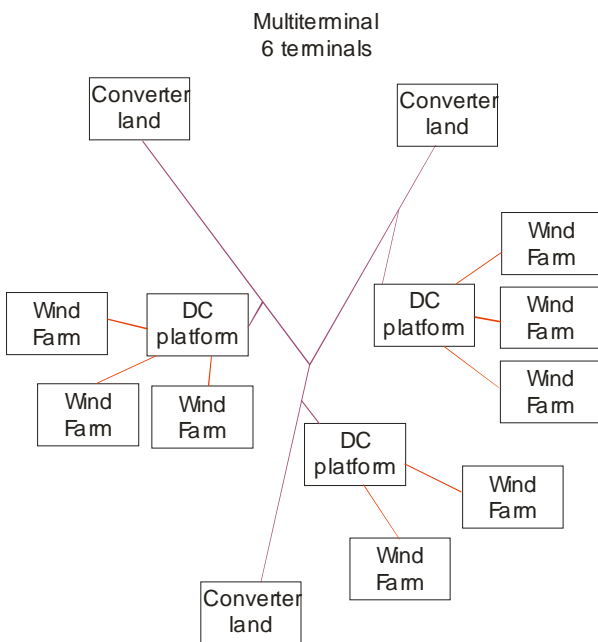 Multiterminal
6 terminals
Converter
land
Converter
land
Wind
Farm
Wind
Farm
DC
platform
DC
platform
Wind
Farm
Wind
Farm
Wind
Farm
Wind
Farm
DC
platform
Wind
Farm
Wind
Farm
Converter
land